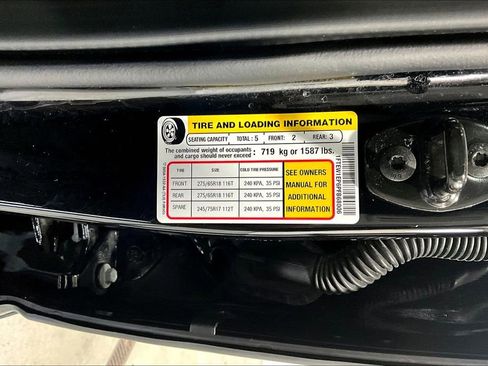 TIRE AND LOADING INFORMATION
SEATING CAPACITY TOTAL: 5 FRONT: 2 REAR: 3
The combined weight of occupants
and cargo should never exceed : 719 kg or 1587 lbs.
TIRE SIZE COLD TIRE PRESSURE
FRONT 275/65R18 116T 240 KPA, 35 PSI
REAR 275/65R18 116T 240 KPA, 35 PSI
SPARE 245/75R17 112T 240 KPA, 35 PSI
SEE OWNERS
MANUAL FOR
ADDITIONAL
INFORMATION